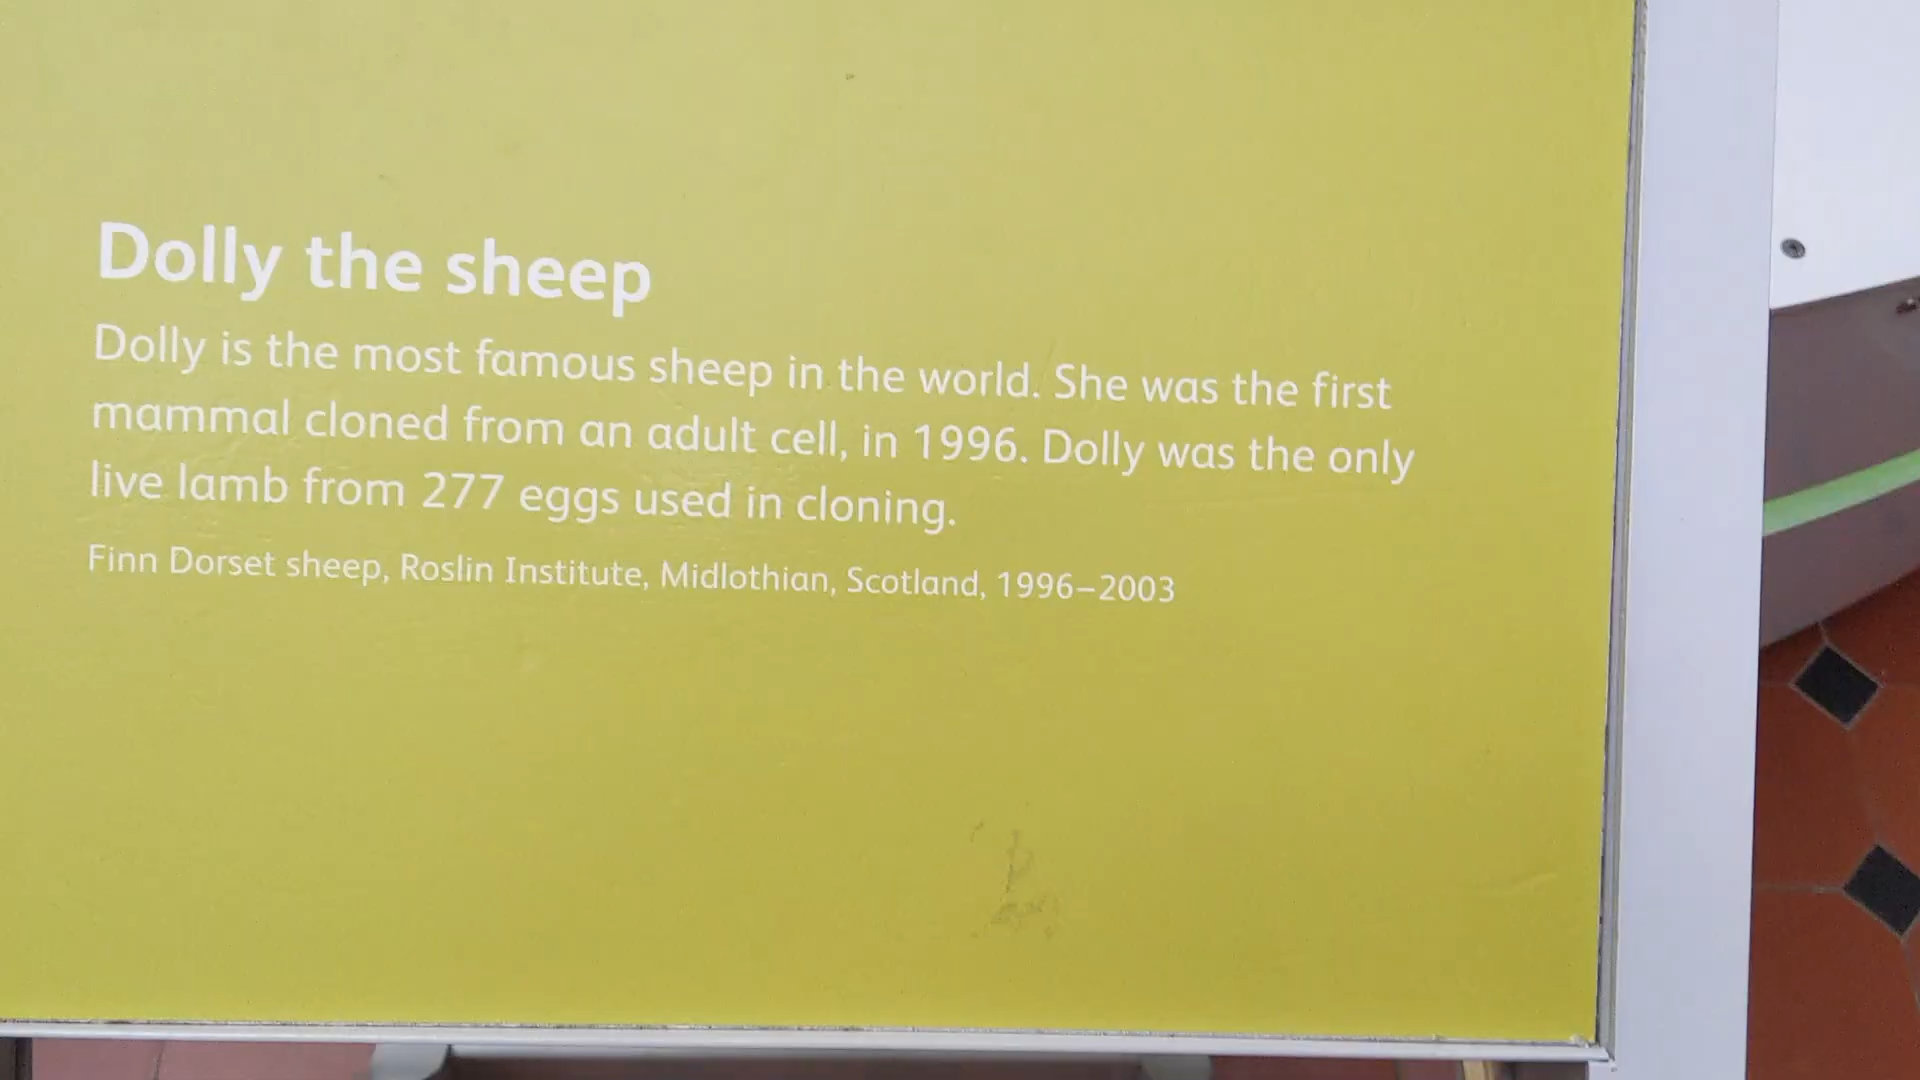 Dolly the sheep
Dolly is the most famous sheep in the world. She was the first
mammal cloned from an adult cell, in 1996. Dolly was the only
live lamb from 277 eggs used in cloning.
Finn Dorset sheep, Roslin Institute, Midlothian, Scotland, 1996–2003